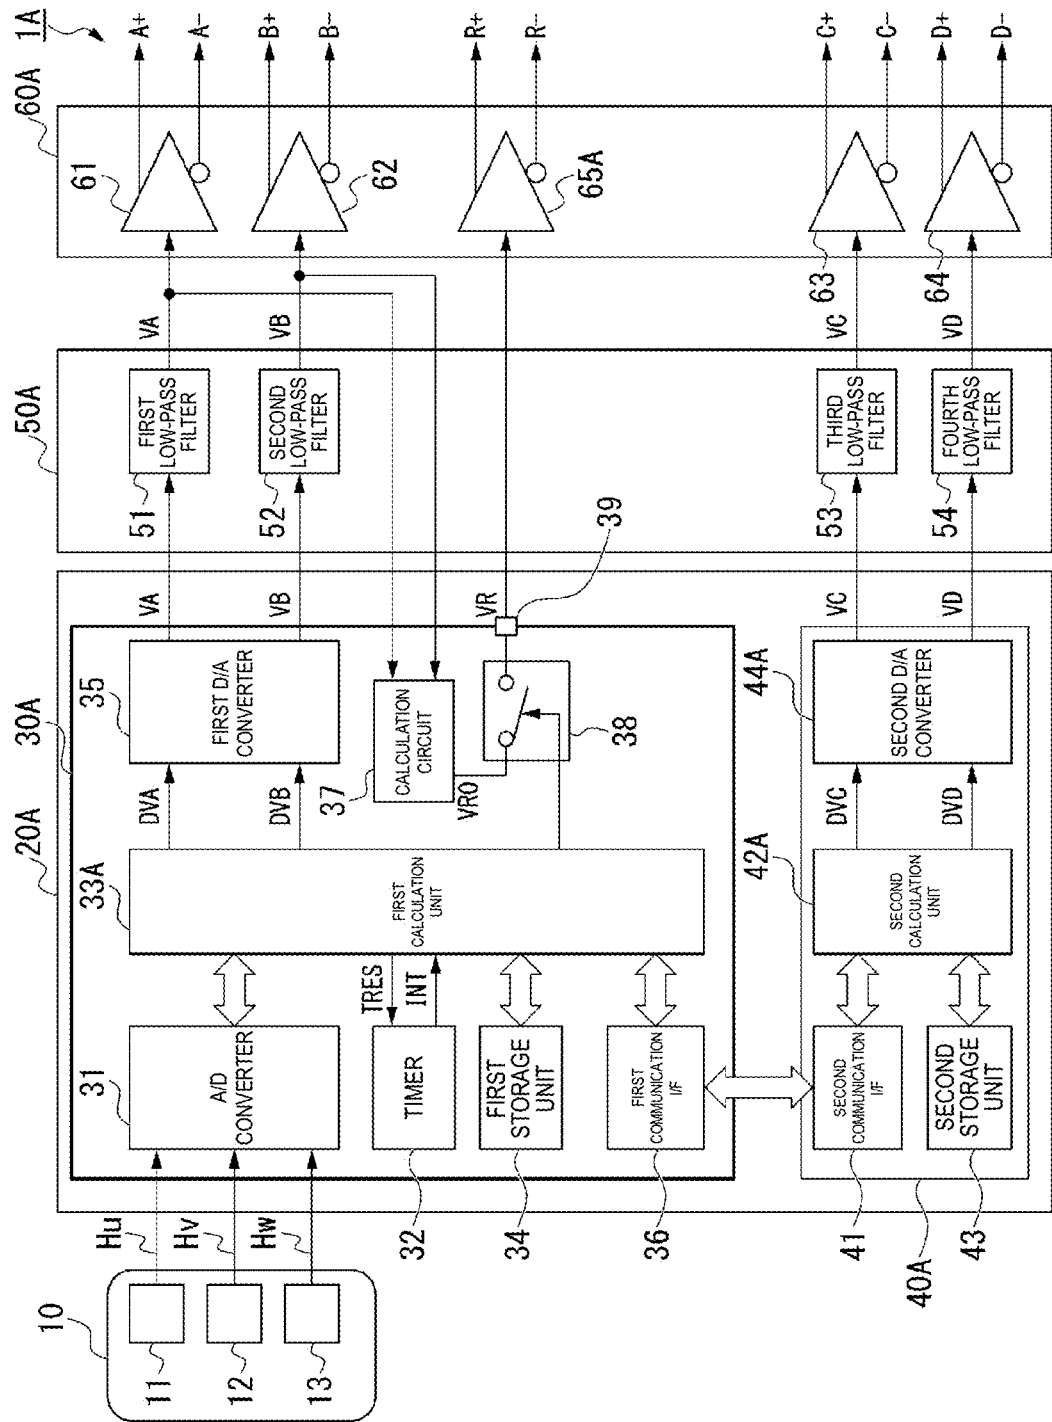 1A
60A
A+
A-
B+
B-
R+
R-
C+
C-
D+
D-
61
62
65A
63
64
VA
VB
VC
VD
50A
FIRST
LOW-PASS
FILTER
51
SECOND
LOW-PASS
FILTER
52
THIRD
LOW-PASS
FILTER
53
FOURTH
LOW-PASS
FILTER
54
VA
VB
VR
39
VC
VD
20A
30A
35
FIRST D/A
CONVERTER
37
CALCULATION
CIRCUIT
VR0
38
44A
SECOND D/A
CONVERTER
DVA
DVB
DVC
DVD
33A
FIRST
CALCULATION
UNIT
42A
SECOND
CALCULATION
UNIT
TRES
INT
31
A/D
CONVERTER
TIMER
32
FIRST
STORAGE
UNIT
34
FIRST
COMMUNICATION
I/F
36
SECOND
COMMUNICATION
I/F
41
SECOND
STORAGE
UNIT
43
40A
Hu
Hv
Hw
10
11
12
13